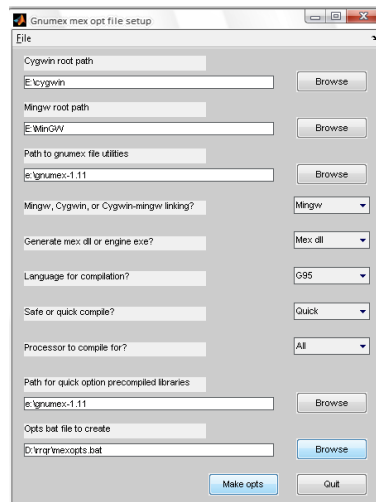 Gnumex mex opt file setup
File
Cygwin root path
E:\cygwin
Browse
Mingw root path
E:\MinGW
Browse
Path to gnumex file utilities
e:\gnumex-1.11
Browse
Mingw, Cygwin, or Cygwin-mingw linking?
Mingw
Generate mex dll or engine exe?
Mex dll
Language for compilation?
G95
Safe or quick compile?
Quick
Processor to compile for?
All
Path for quick option precompiled libraries
e:\gnumex-1.11
Browse
Opts bat file to create
D:\rrqr\mexopts.bat
Browse
Make opts
Quit